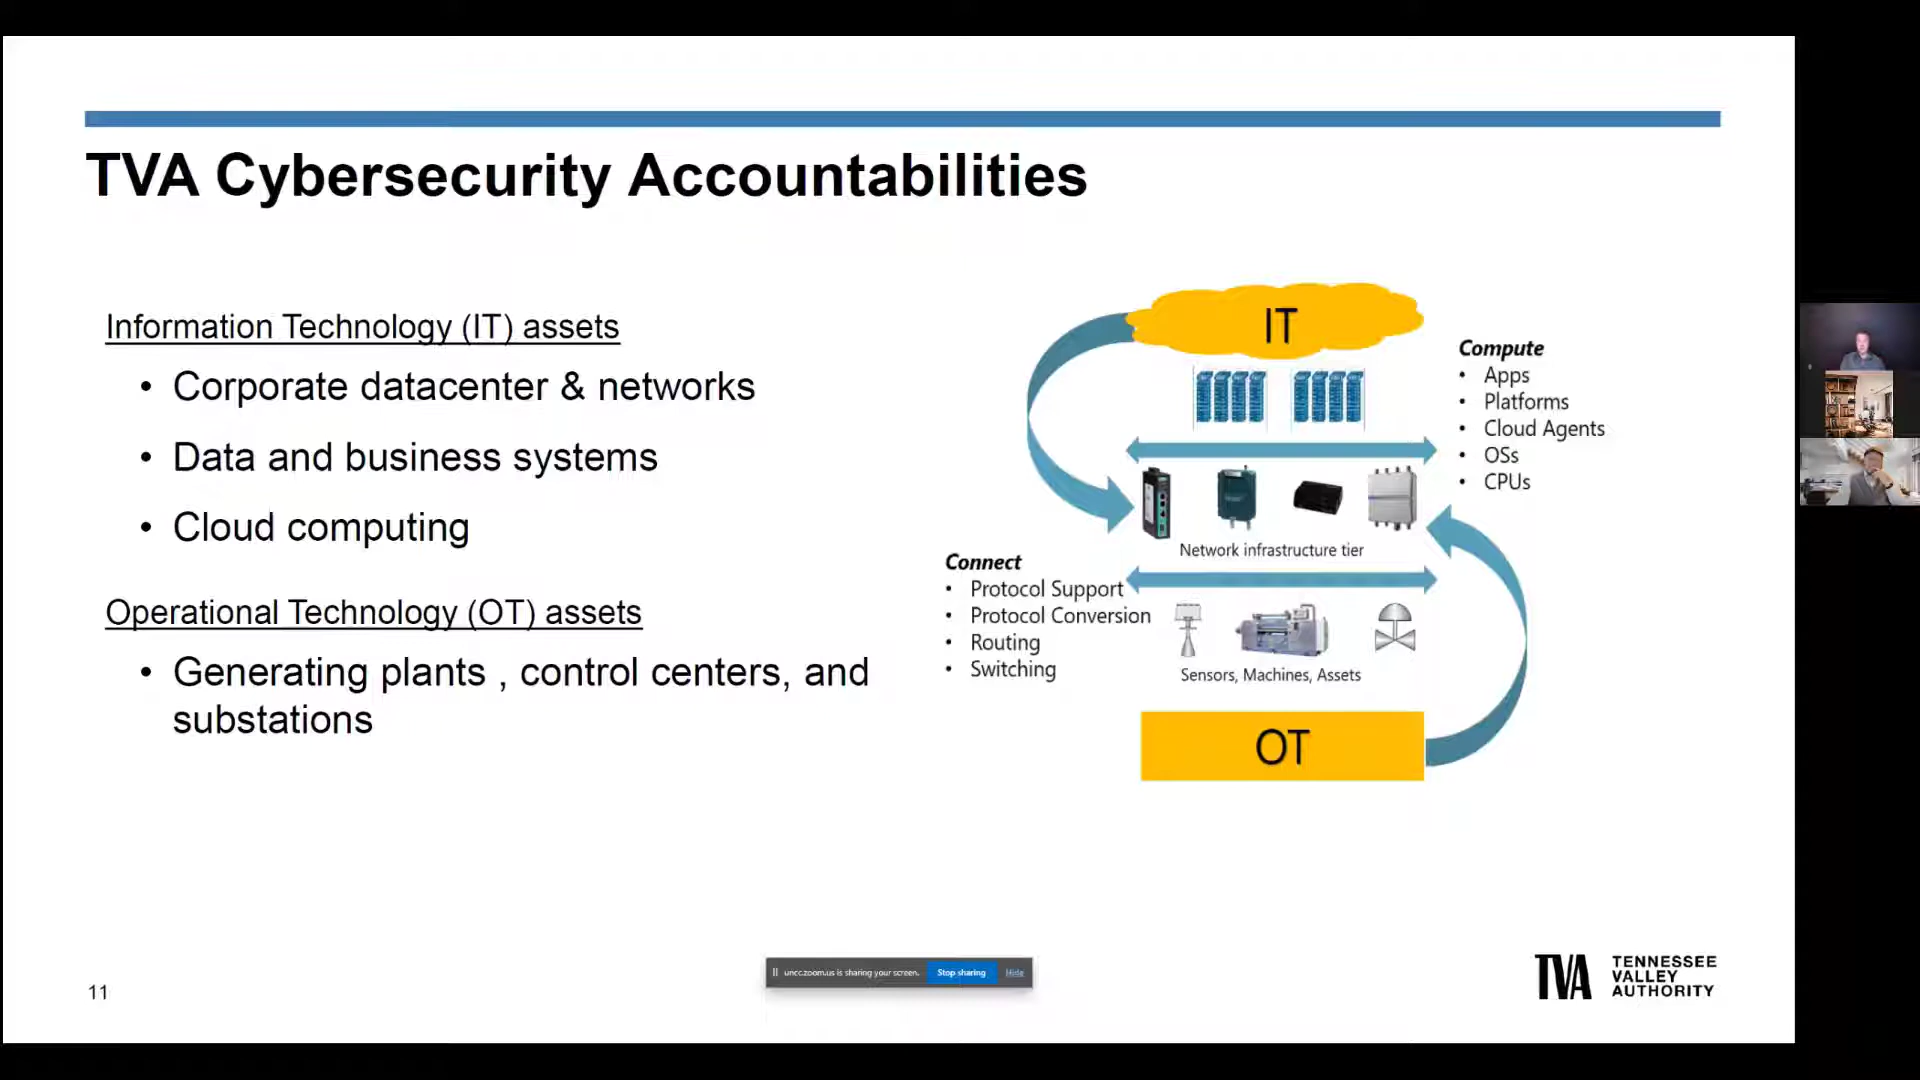 TVA Cybersecurity Accountabilities
Information Technology (IT) assets
• Corporate datacenter & networks
• Data and business systems
• Cloud computing
Operational Technology (OT) assets
• Generating plants , control centers, and
substations
IT
Compute
• Apps
• Platforms
• Cloud Agents
• OSs
• CPUs
Network infrastructure tier
Connect
• Protocol Support
• Protocol Conversion
• Routing
• Switching
Sensors, Machines, Assets
OT
uncc.zoom.us is sharing your screen.
Stop sharing
Hide
11
TVA
TENNESSEE
VALLEY
AUTHORITY